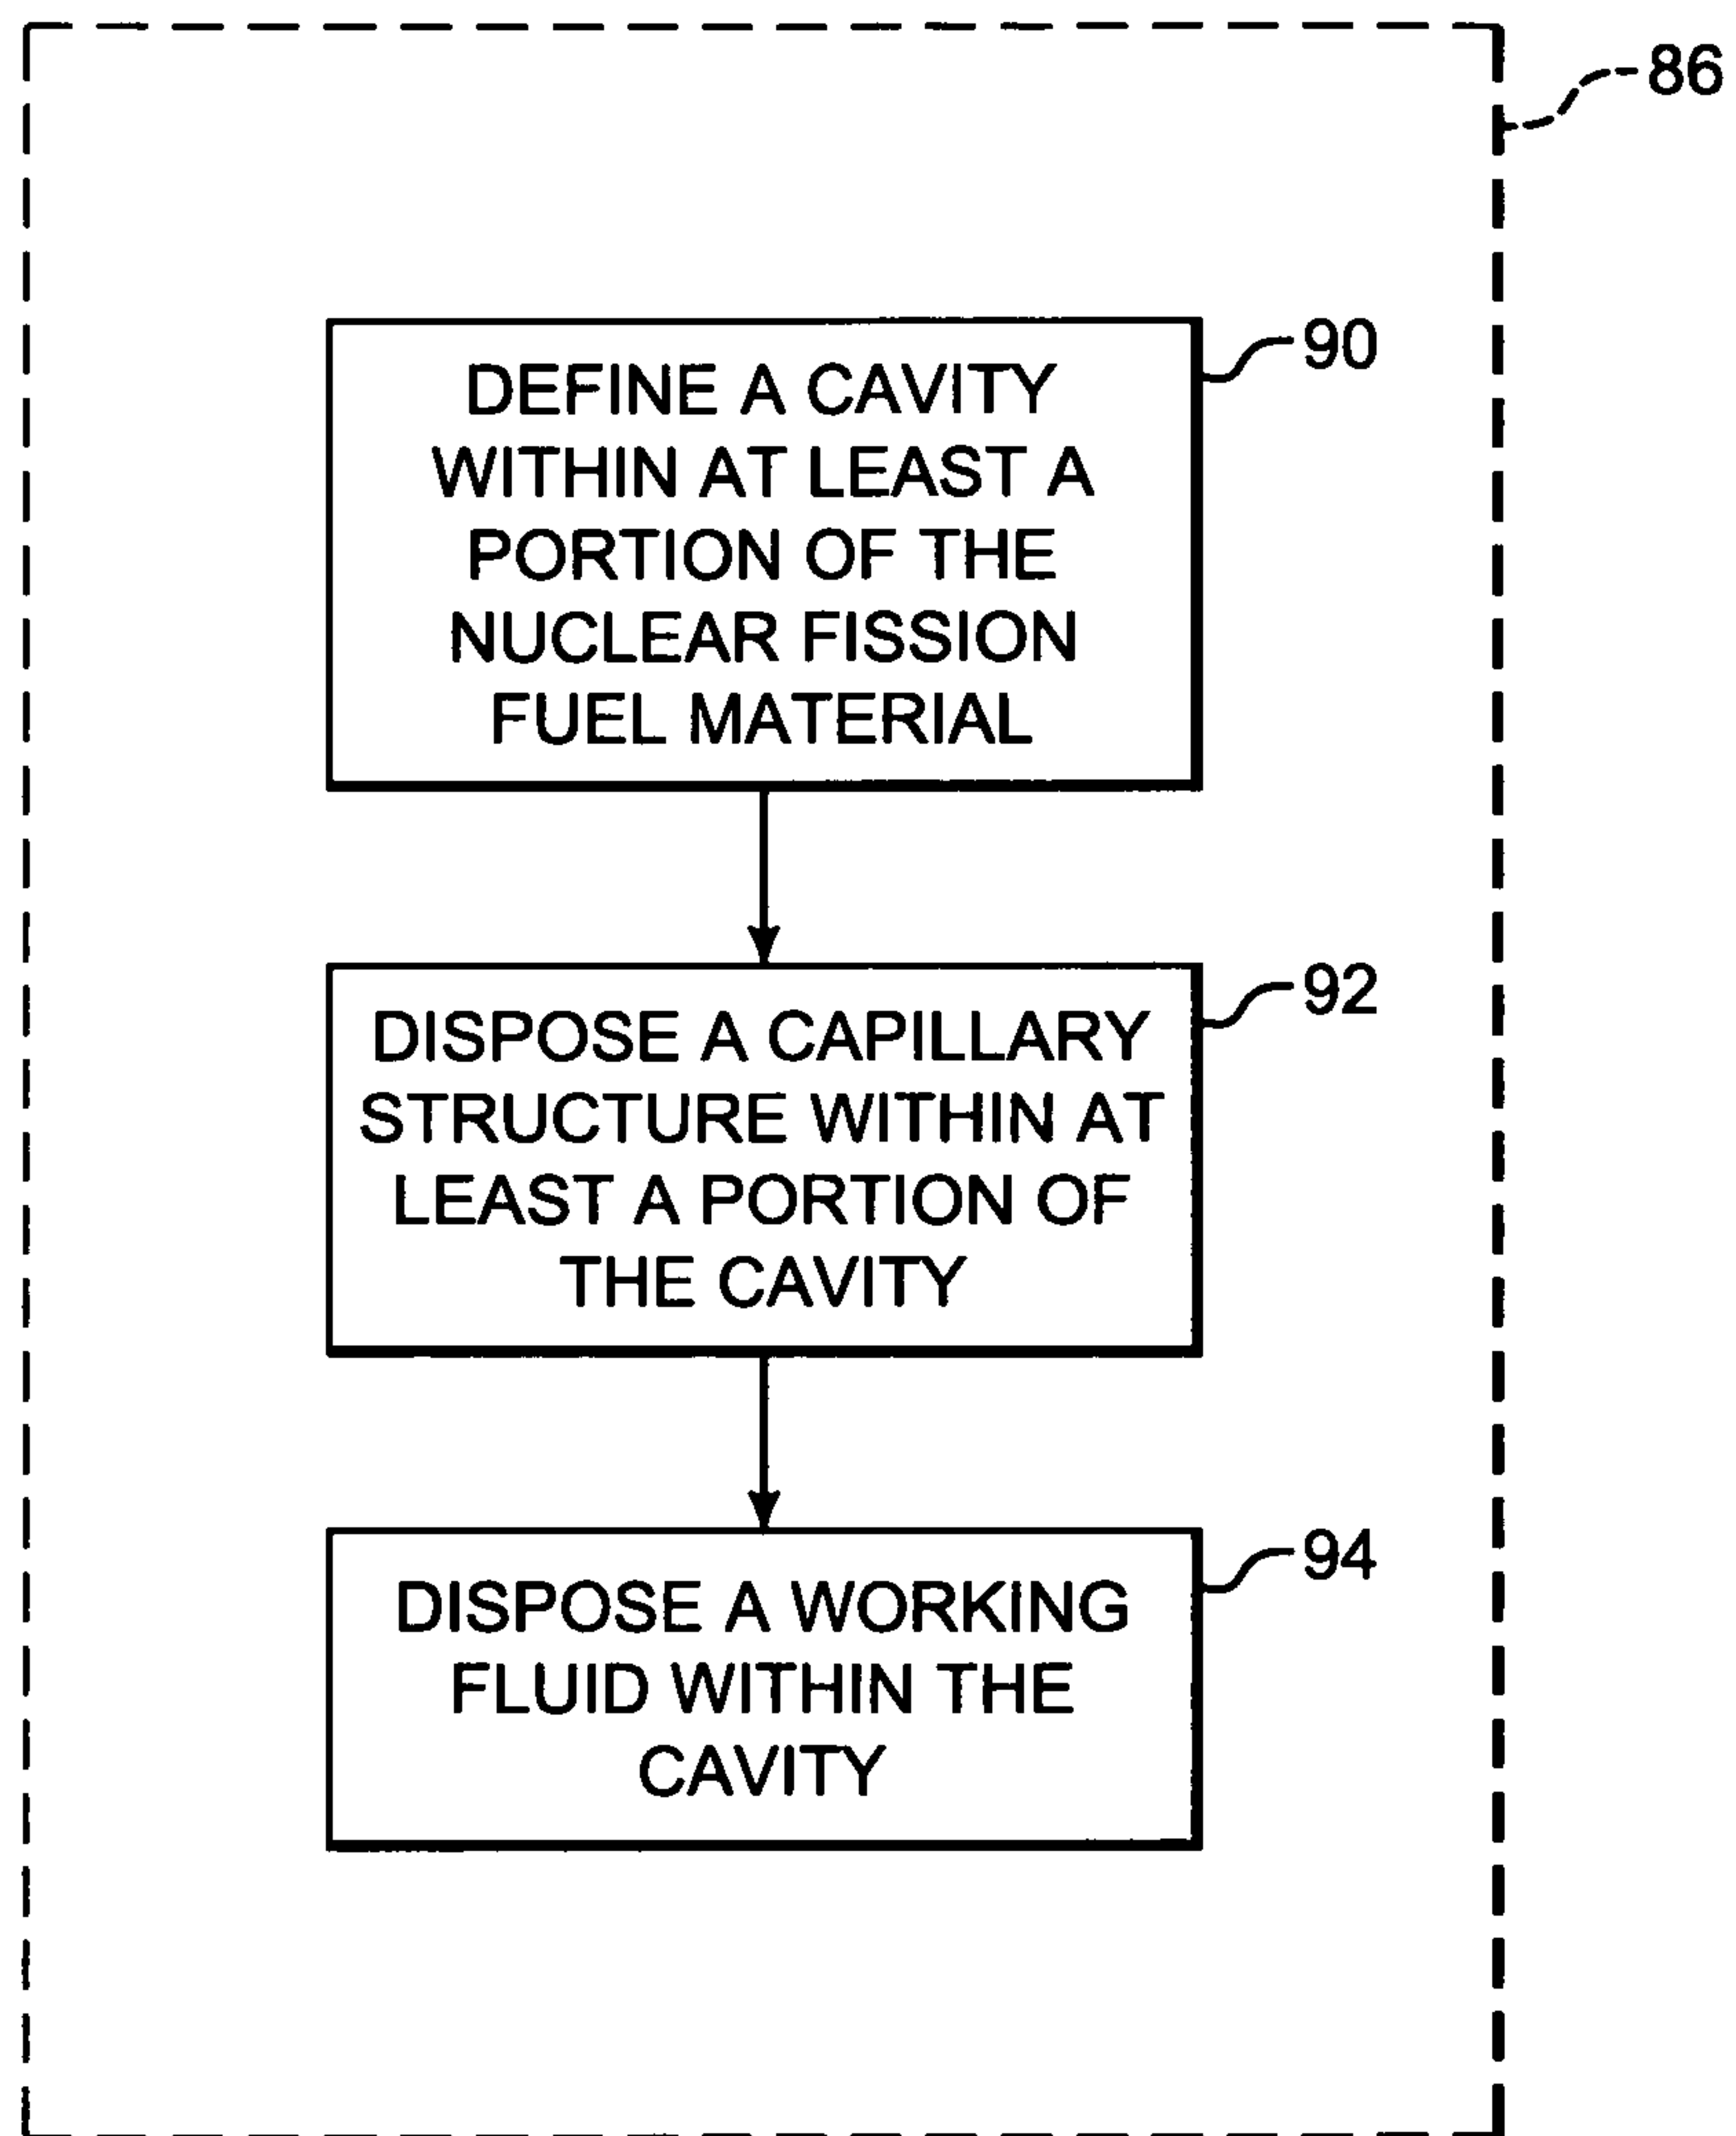 86
90
DEFINE A CAVITY
WITHIN AT LEAST A
PORTION OF THE
NUCLEAR FISSION
FUEL MATERIAL
92
DISPOSE A CAPILLARY
STRUCTURE WITHIN AT
LEAST A PORTION OF
THE CAVITY
94
DISPOSE A WORKING
FLUID WITHIN THE
CAVITY